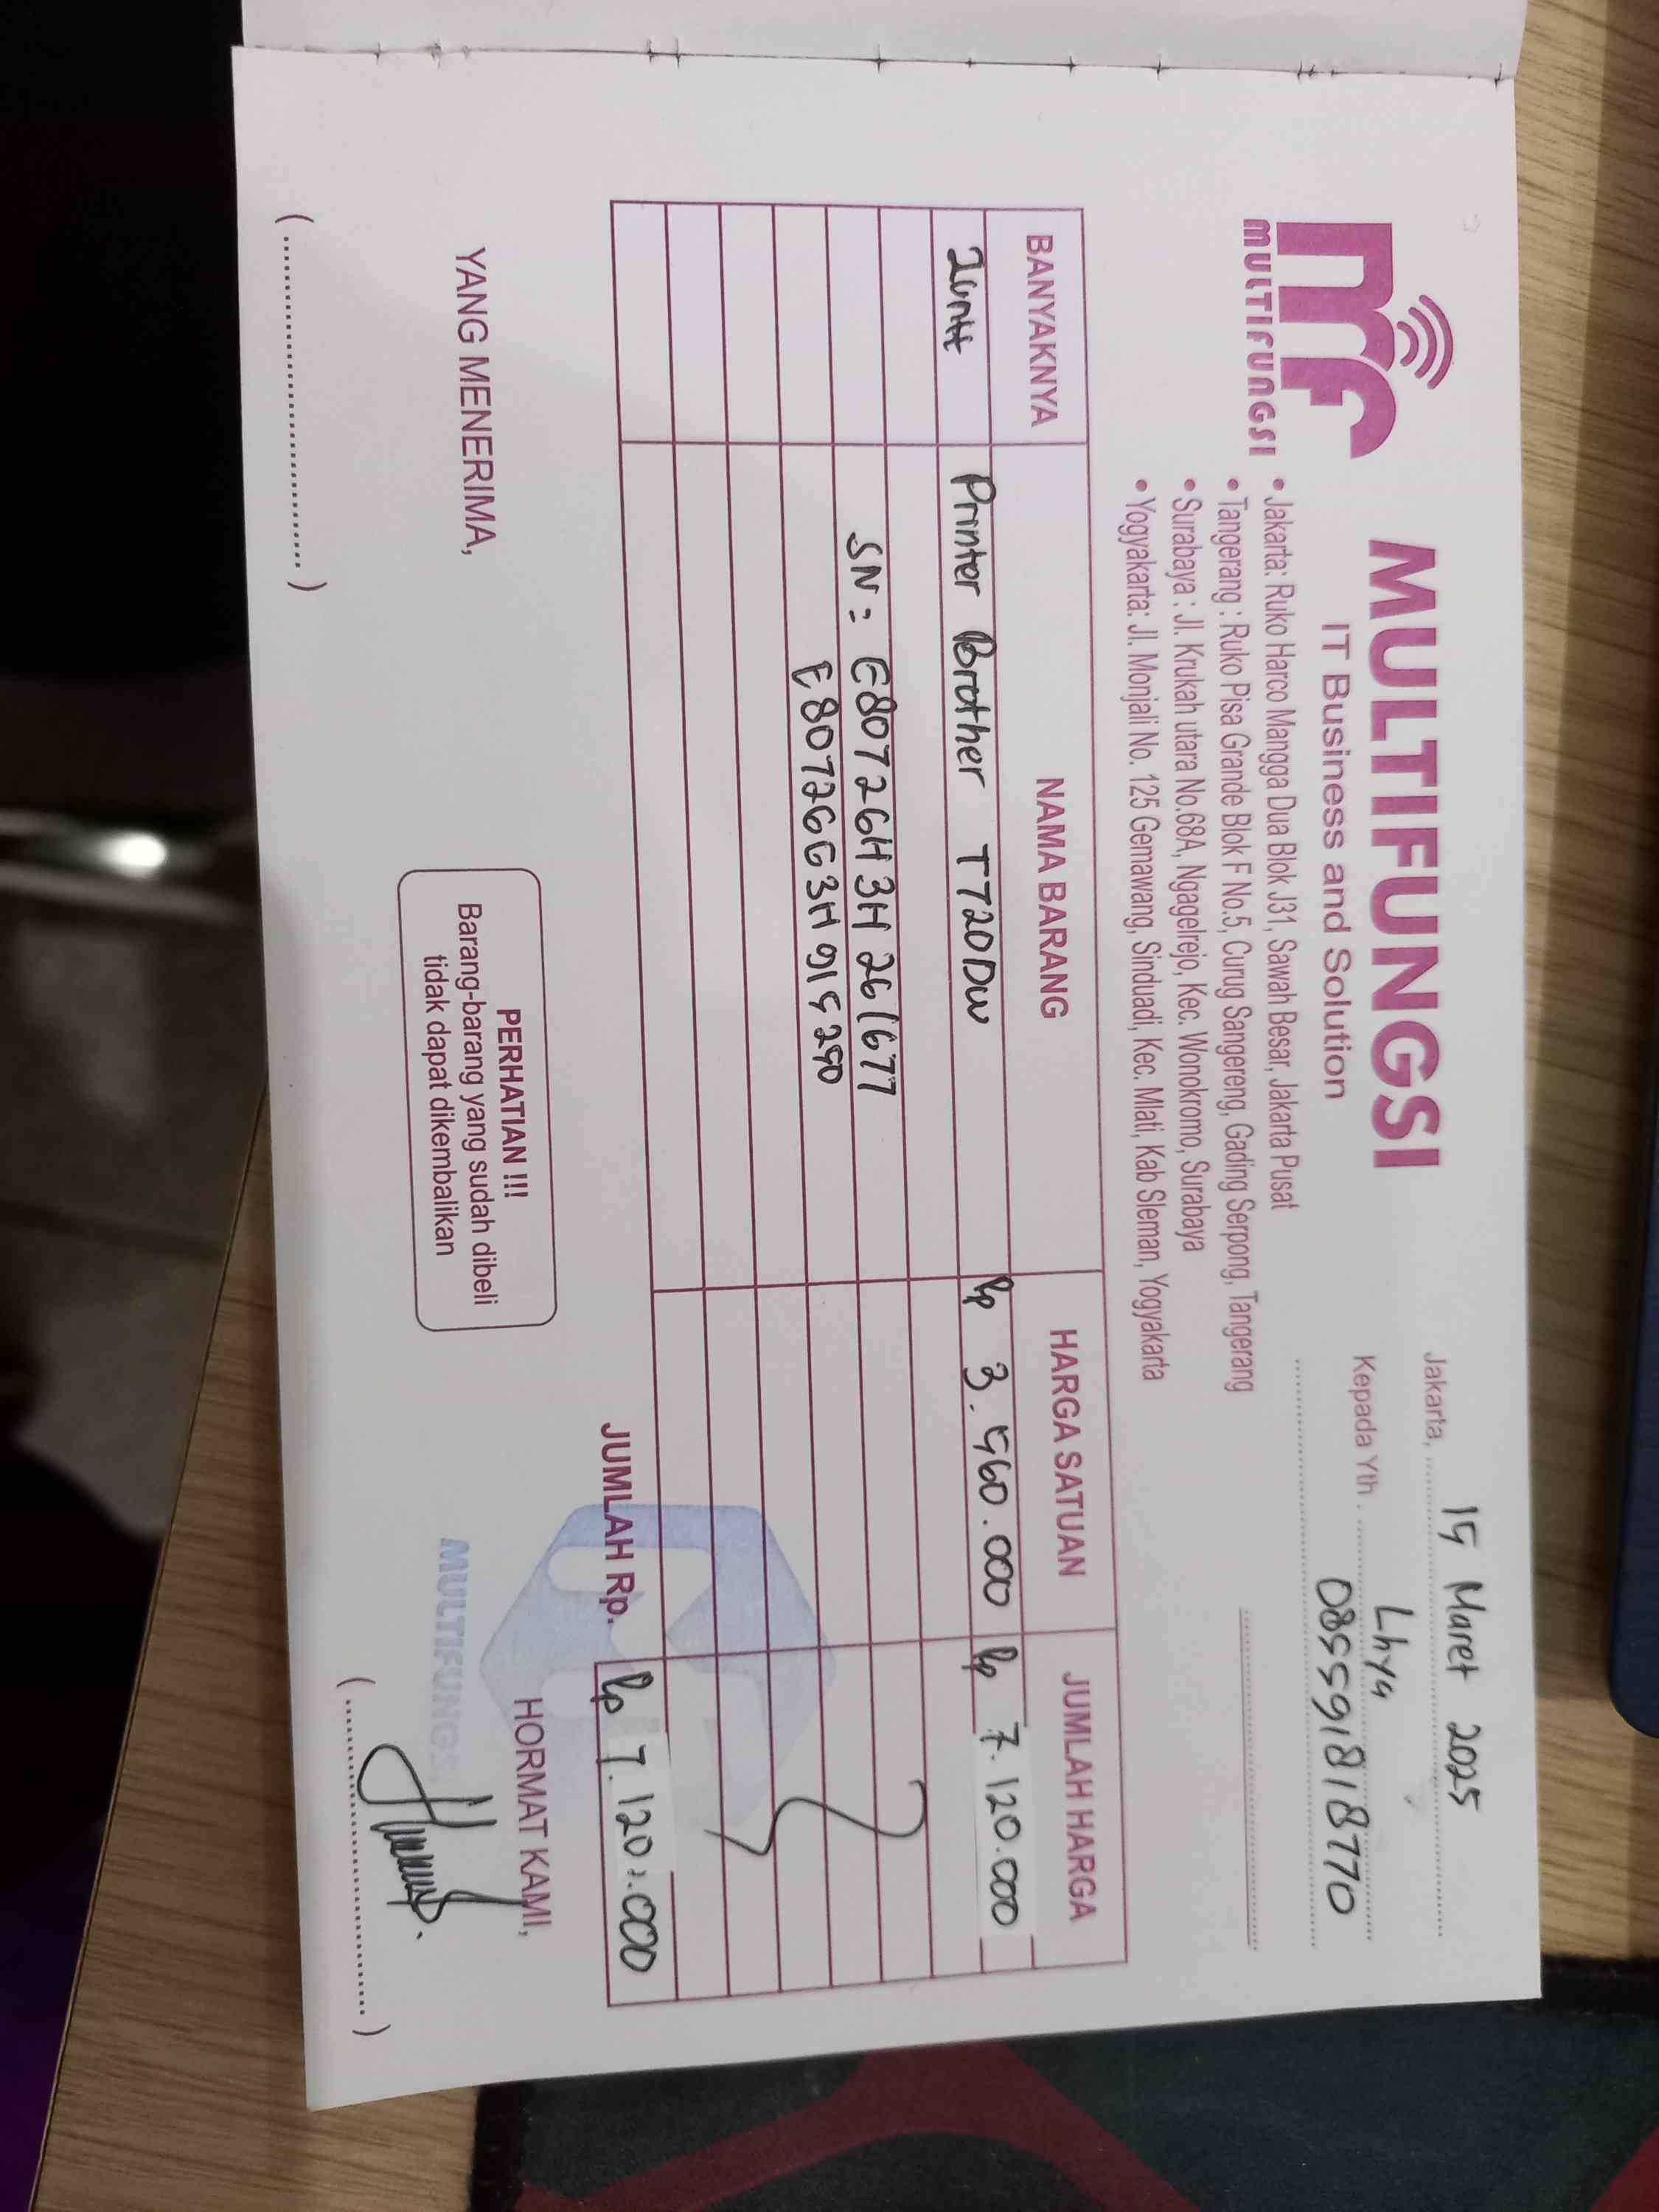 MULTIFUNGSI
MULTIFUNGSI
IT Business and Solution
• Jakarta: Ruko Harco Mangga Dua Blok J31, Sawah Besar, Jakarta Pusat
• Tangerang : Ruko Pisa Grande Blok F No.5, Curug Sangereng, Gading Serpong, Tangerang
• Surabaya : Jl. Krukah utara No.68A, Ngagelrejo, Kec. Wonokromo, Surabaya
• Yogyakarta: Jl. Monjali No. 125 Gemawang, Sinduadi, Kec. Mlati, Kab Sleman, Yogyakarta
Jakarta, 15 Maret 2025
Kepada Yth. Lhya
085591818770
BANYAKNYA NAMA BARANG HARGA SATUAN JUMLAH HARGA
2 unit Printer Brother T720DW Rp 3.560.000 Rp 7.120.000
SN: E80726H3H261677
E80726G3H915290
JUMLAH Rp. Rp 7.120.000
YANG MENERIMA,
PERHATIAN !!!
Barang-barang yang sudah dibeli
tidak dapat dikembalikan
HORMAT KAMI,
MULTIFUNGSI